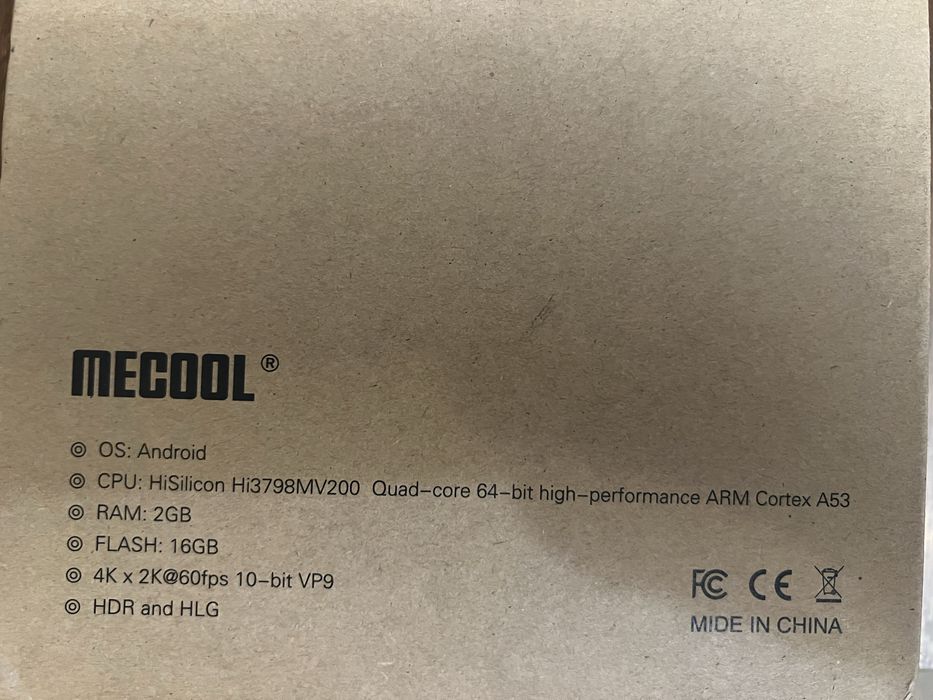 MECOOL®
◎ OS: Android
◎ CPU: HiSilicon Hi3798MV200 Quad-core 64-bit high-performance ARM Cortex A53
◎ RAM: 2GB
◎ FLASH: 16GB
◎ 4K x 2K@60fps 10-bit VP9
◎ HDR and HLG
FC CE
MIDE IN CHINA